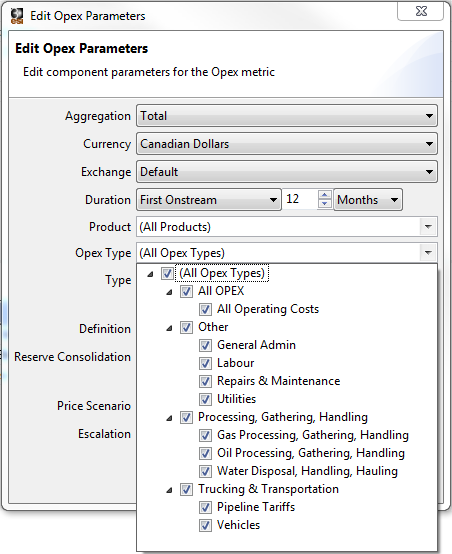 Edit Opex Parameters
Edit Opex Parameters
Edit component parameters for the Opex metric
Aggregation Total
Currency Canadian Dollars
Exchange Default
Duration First Onstream 12 Months
Product (All Products)
Opex Type (All Opex Types)
Type (All Opex Types)
All OPEX
All Operating Costs
Definition Other
General Admin
Reserve Consolidation Labour
Repairs & Maintenance
Price Scenario Utilities
Processing, Gathering, Handling
Escalation Gas Processing, Gathering, Handling
Oil Processing, Gathering, Handling
Water Disposal, Handling, Hauling
Trucking & Transportation
Pipeline Tariffs
Vehicles